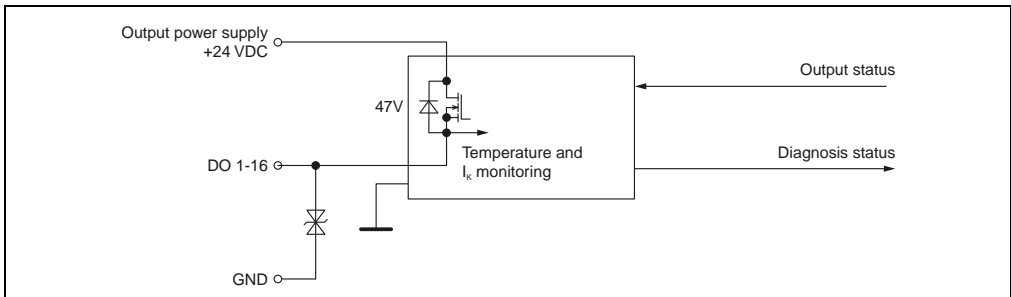 Output power supply
+24 VDC
Output status
47V
DO 1-16
Temperature and
Iₖ monitoring
Diagnosis status
GND